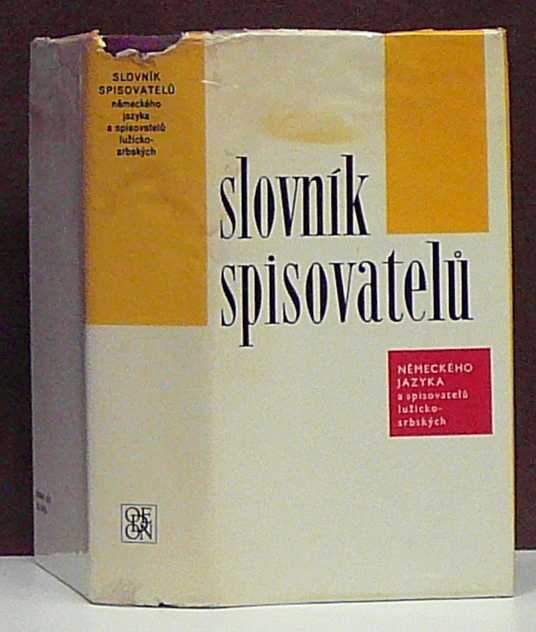 SLOVNÍK
SPISOVATELŮ
německého
jazyka
a spisovatelů
lužicko-
srbských
ODEON
slovník
spisovatelů
NĚMECKÉHO
JAZYKA
a spisovatelů
lužicko-
srbských